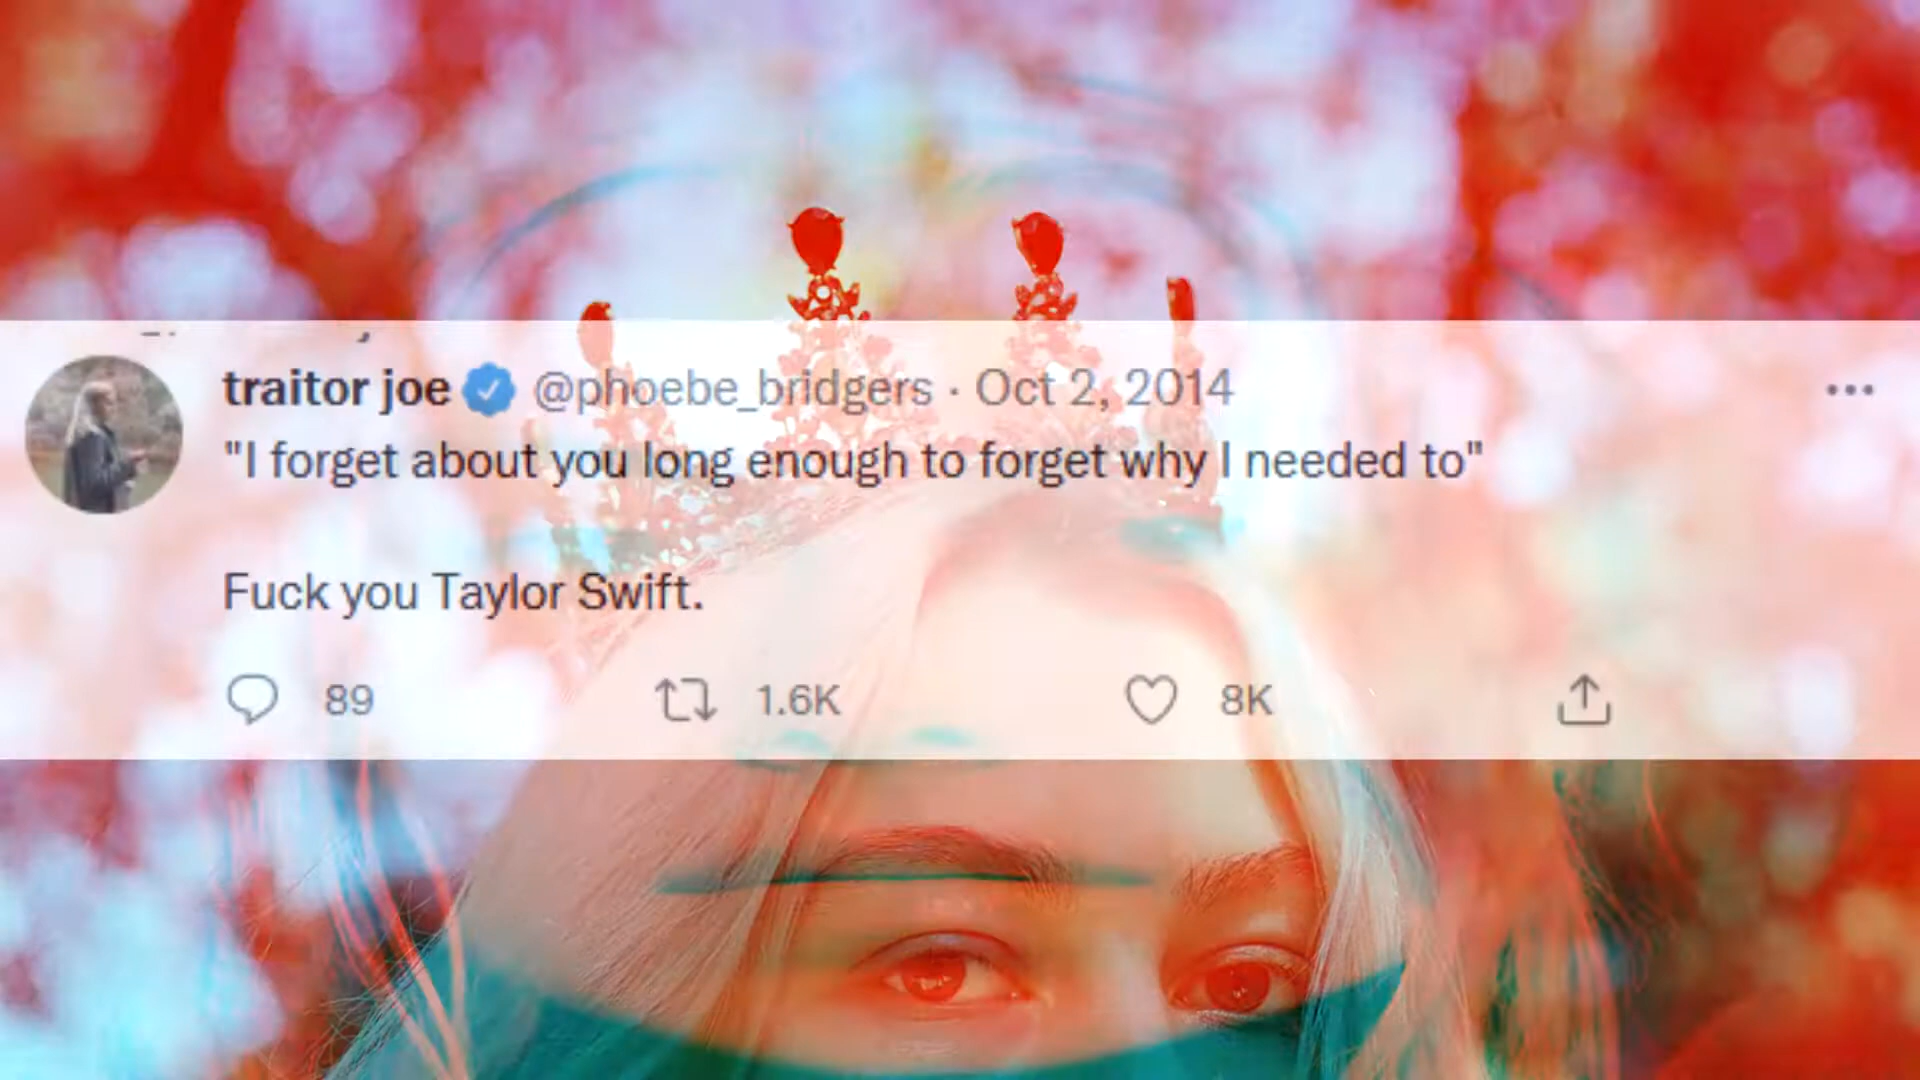 traitor joe @phoebe_bridgers · Oct 2, 2014
"I forget about you long enough to forget why I needed to"
Fuck you Taylor Swift.
89 1.6K 8K